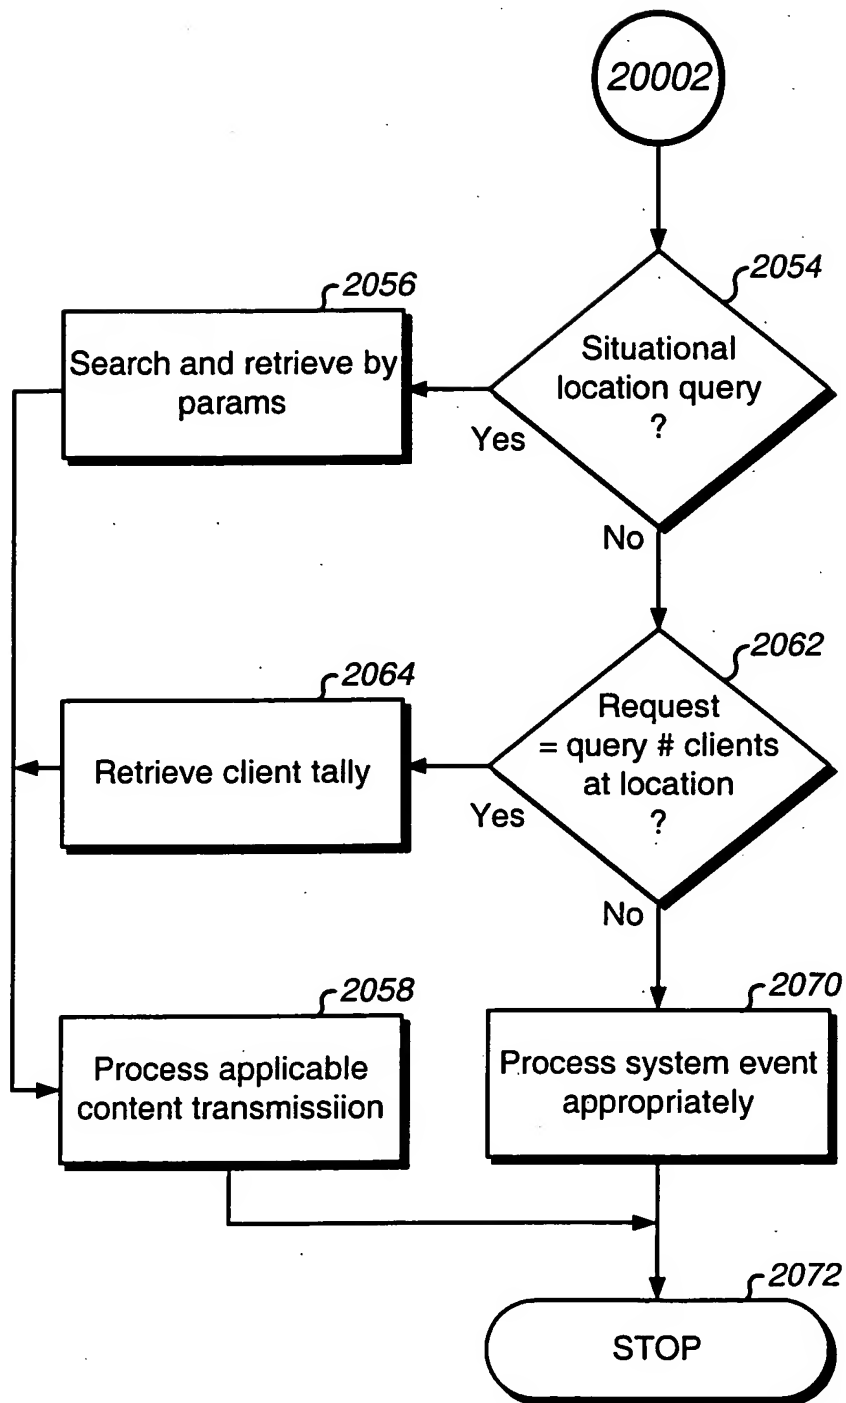 20002
2054
Situational
location query
?
Yes
No
2056
Search and retrieve by
params
2062
Request
= query # clients
at location
?
Yes
No
2064
Retrieve client tally
2058
Process applicable
content transmissiion
2070
Process system event
appropriately
2072
STOP